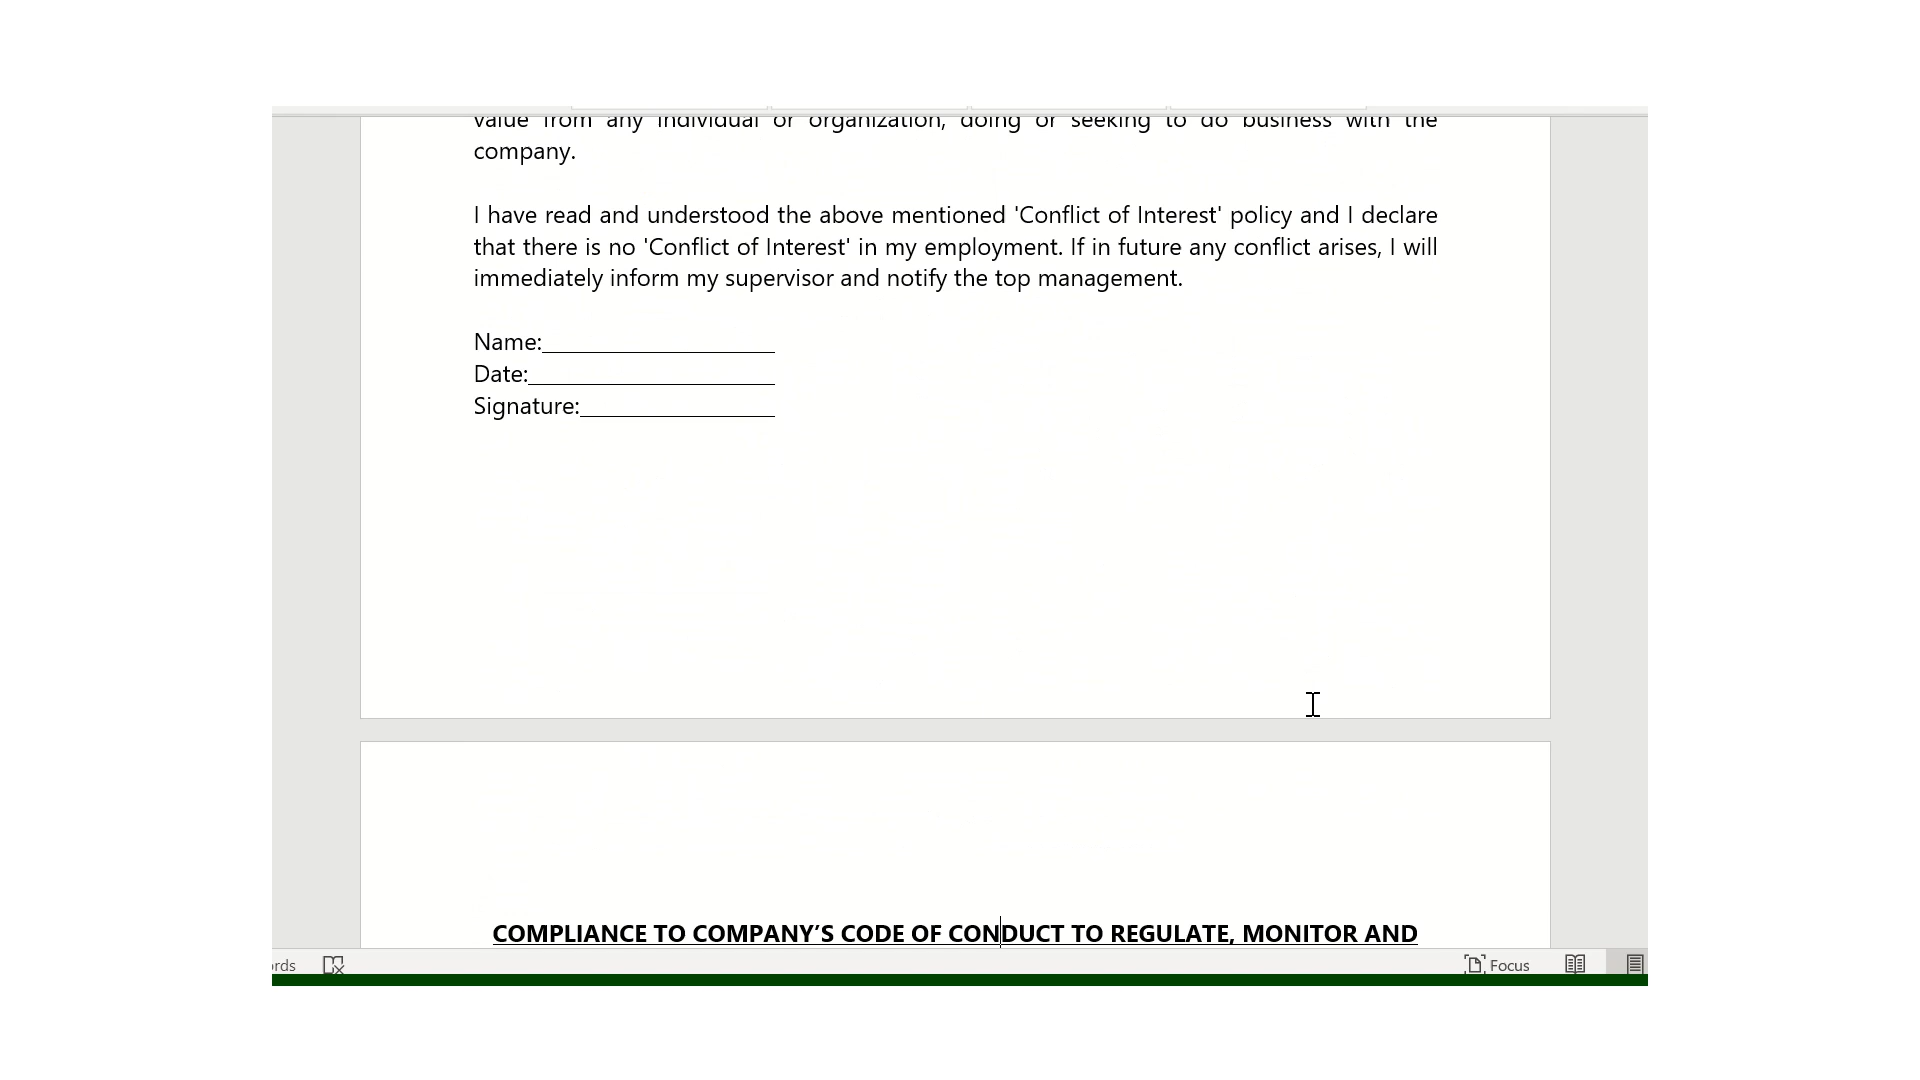 value from any individual or organization, doing or seeking to do business with the
company.
I have read and understood the above mentioned 'Conflict of Interest' policy and I declare
that there is no 'Conflict of Interest' in my employment. If in future any conflict arises, I will
immediately inform my supervisor and notify the top management.
Name:____________________
Date:____________________
Signature:____________________
COMPLIANCE TO COMPANY’S CODE OF CONDUCT TO REGULATE, MONITOR AND
rds
Focus